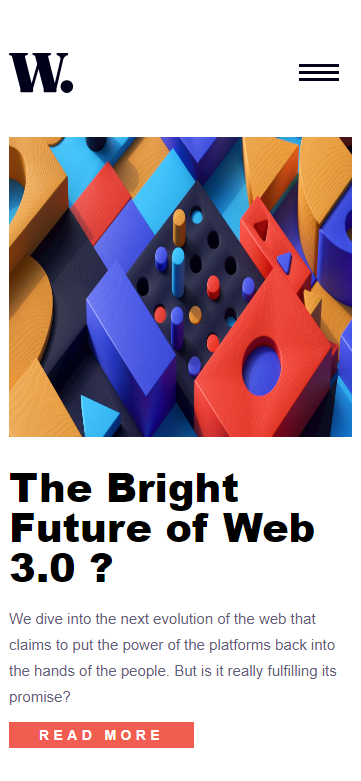 W.
The Bright
Future of Web
3.0 ?
We dive into the next evolution of the web that
claims to put the power of the platforms back into
the hands of the people. But is it really fulfilling its
promise?
READ MORE